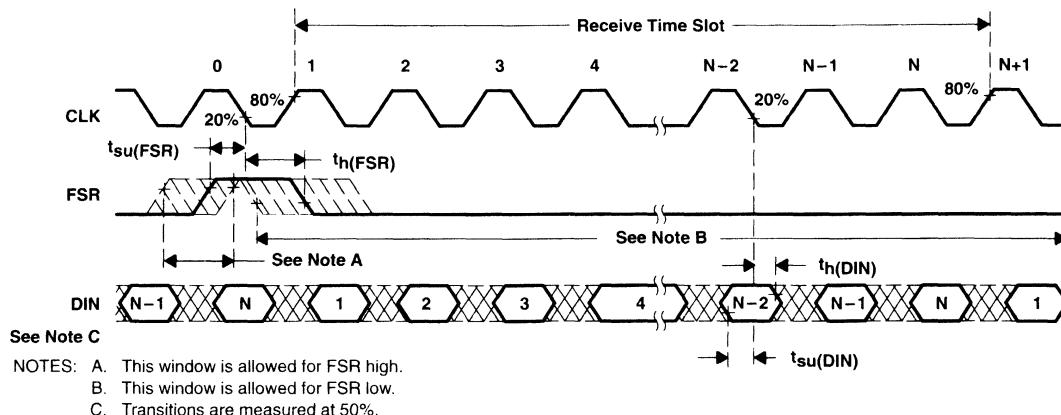 Receive Time Slot
0 1 2 3 4 N–2 N–1 N N+1
CLK
80% 20% 20% 80%
tsu(FSR)
th(FSR)
FSR
See Note B
See Note A
th(DIN)
DIN N–1 N 1 2 3 4 N–2 N–1 N 1
See Note C
tsu(DIN)
NOTES: A. This window is allowed for FSR high.
B. This window is allowed for FSR low.
C. Transitions are measured at 50%.